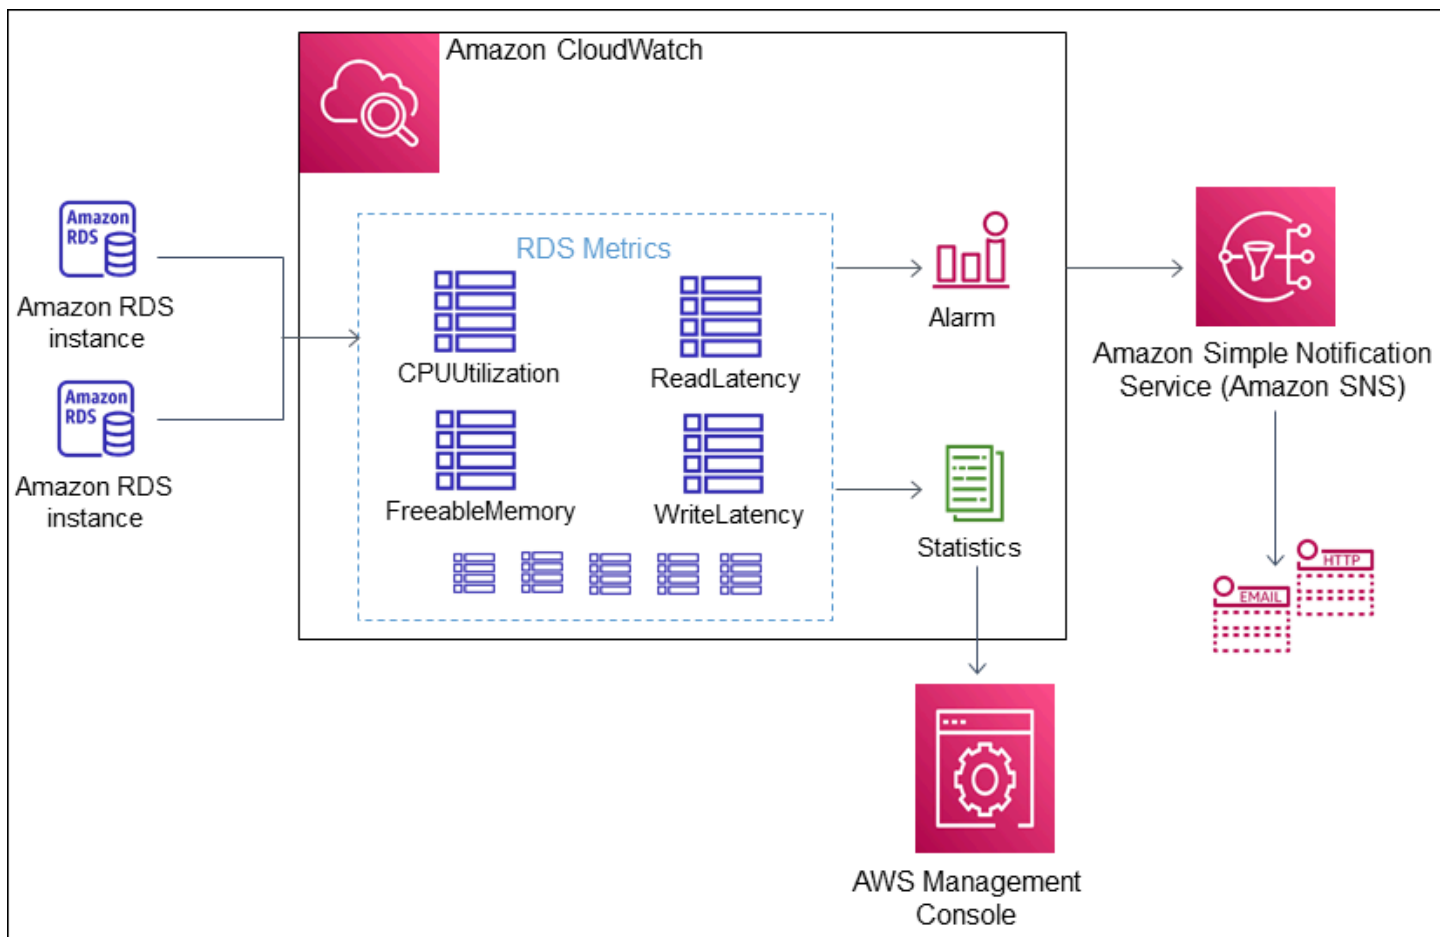 Amazon CloudWatch
Amazon
RDS
Amazon RDS
instance
Amazon
RDS
Amazon RDS
instance
RDS Metrics
CPUUtilization
ReadLatency
FreeableMemory
WriteLatency
Alarm
Statistics
Amazon Simple Notification
Service (Amazon SNS)
HTTP
EMAIL
AWS Management
Console